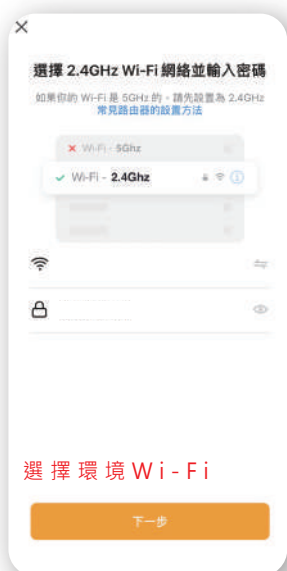 選擇 2.4GHz Wi-Fi 網絡並輸入密碼
如果你的 Wi-Fi 是 5GHz 的，請先設置為 2.4GHz
常見路由器的設置方法
Wi-Fi - 5Ghz
Wi-Fi - 2.4Ghz
選擇環境Wi-Fi
下一步